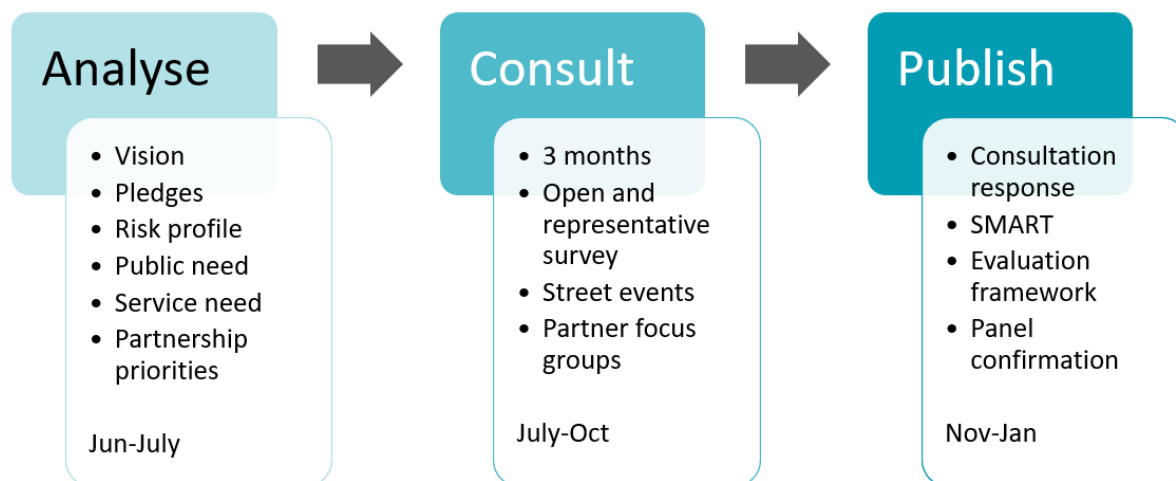 Analyse
• Vision
• Pledges
• Risk profile
• Public need
• Service need
• Partnership
priorities
Jun-July
Consult
• 3 months
• Open and
representative
survey
• Street events
• Partner focus
groups
July-Oct
Publish
• Consultation
response
• SMART
• Evaluation
framework
• Panel
confirmation
Nov-Jan